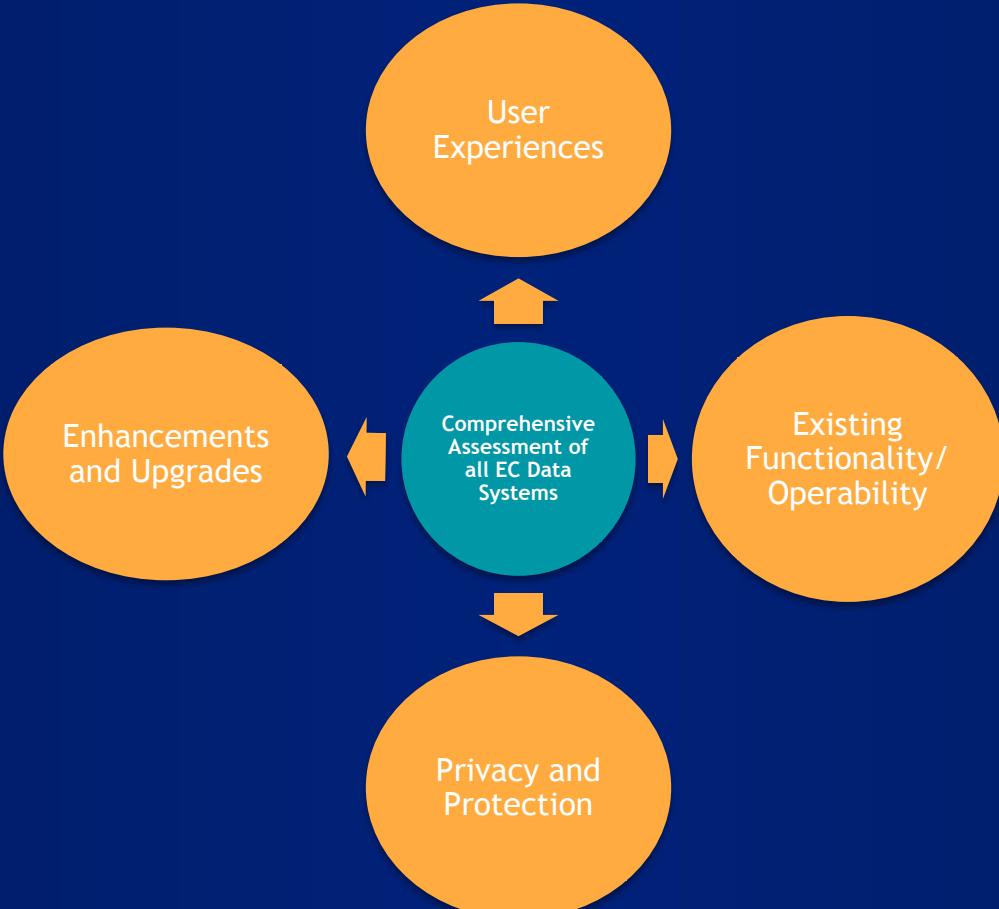 User
Experiences
Enhancements
and Upgrades
Comprehensive
Assessment of
all EC Data
Systems
Existing
Functionality/
Operability
Privacy and
Protection